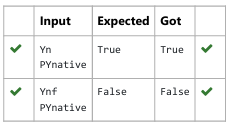 Input Expected Got
Yn True True
PYnative
Ynf False False
PYnative